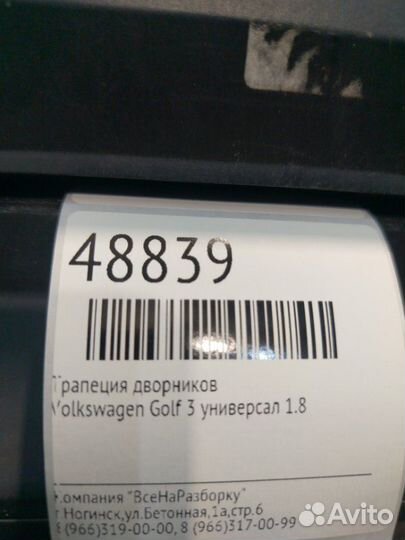 48839
Трапеция дворников
Volkswagen Golf 3 универсал 1.8
Компания "ВсеНаРазборку"
г.Ногинск,ул.Бетонная,1а,стр.6
8(966)319-00-00, 8 (966)317-00-99
Avito